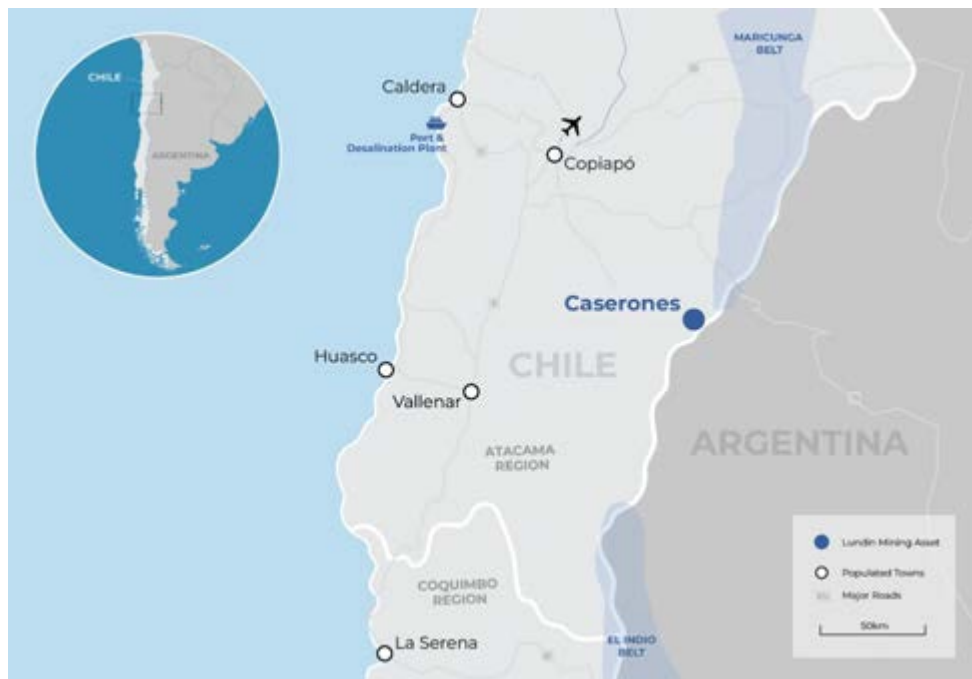 MARICUNGA
BELT
CHILE
ARGENTINA
Caldera
Port &
Desalination Plant
Copiapó
Caserones
Huasco
CHILE
Vallenar
ARGENTINA
ATACAMA
REGION
Lundin Mining Asset
Populated Towns
Major Roads
50km
COQUIMBO
REGION
La Serena
EL INDIO
BELT